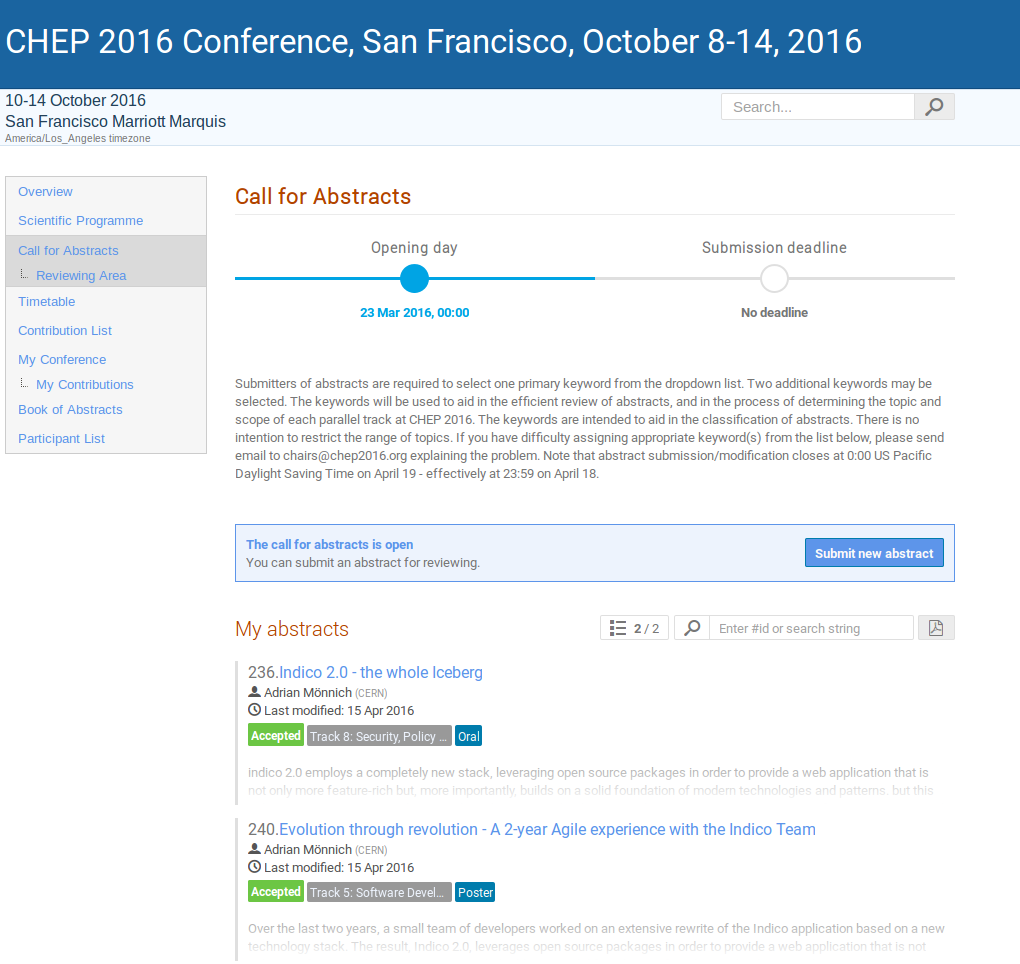 CHEP 2016 Conference, San Francisco, October 8-14, 2016
10-14 October 2016
San Francisco Marriott Marquis
America/Los_Angeles timezone
Search...
Overview
Scientific Programme
Call for Abstracts
Reviewing Area
Timetable
Contribution List
My Conference
My Contributions
Book of Abstracts
Participant List
Call for Abstracts
Opening day
Submission deadline
23 Mar 2016, 00:00
No deadline
Submitters of abstracts are required to select one primary keyword from the dropdown list. Two additional keywords may be
selected. The keywords will be used to aid in the efficient review of abstracts, and in the process of determining the topic and
scope of each parallel track at CHEP 2016. The keywords are intended to aid in the classification of abstracts. There is no
intention to restrict the range of topics. If you have difficulty assigning appropriate keyword(s) from the list below, please send
email to chairs@chep2016.org explaining the problem. Note that abstract submission/modification closes at 0:00 US Pacific
Daylight Saving Time on April 19 - effectively at 23:59 on April 18.
The call for abstracts is open
You can submit an abstract for reviewing.
Submit new abstract
My abstracts
2 / 2
Enter #id or search string
236.Indico 2.0 - the whole Iceberg
Adrian Mönnich (CERN)
Last modified: 15 Apr 2016
Accepted Track 8: Security, Policy ... Oral
Indico 2.0 employs a completely new stack, leveraging open source packages in order to provide a web application that is
not only more feature-rich but, more importantly, builds on a solid foundation of modern technologies and patterns. but this
240.Evolution through revolution - A 2-year Agile experience with the Indico Team
Adrian Mönnich (CERN)
Last modified: 15 Apr 2016
Accepted Track 5: Software Devel... Poster
Over the last two years, a small team of developers worked on an extensive rewrite of the Indico application based on a new
technology stack. The result, Indico 2.0, leverages open source packages in order to provide a web application that is not